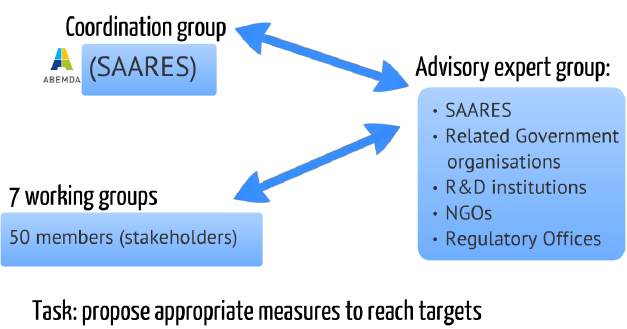 Coordination group
ABEMDA
(SAARES)
Advisory expert group:
• SAARES
• Related Government
organisations
• R&D institutions
• NGOs
• Regulatory Offices
7 working groups
50 members (stakeholders)
Task: propose appropriate measures to reach targets